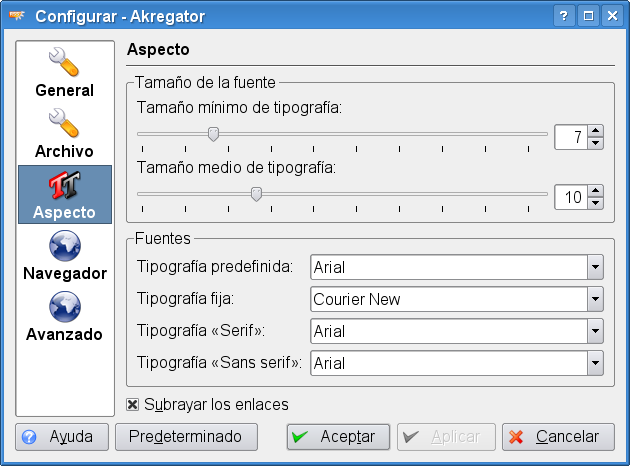 Configurar - Akregator
General
Archivo
Aspecto
Navegador
Avanzado
Aspecto
Tamaño de la fuente
Tamaño mínimo de tipografía:
7
Tamaño medio de tipografía:
10
Fuentes
Tipografía predefinida: Arial
Tipografía fija: Courier New
Tipografía «Serif»: Arial
Tipografía «Sans serif»: Arial
Subrayar los enlaces
Ayuda Predeterminado Aceptar Aplicar Cancelar